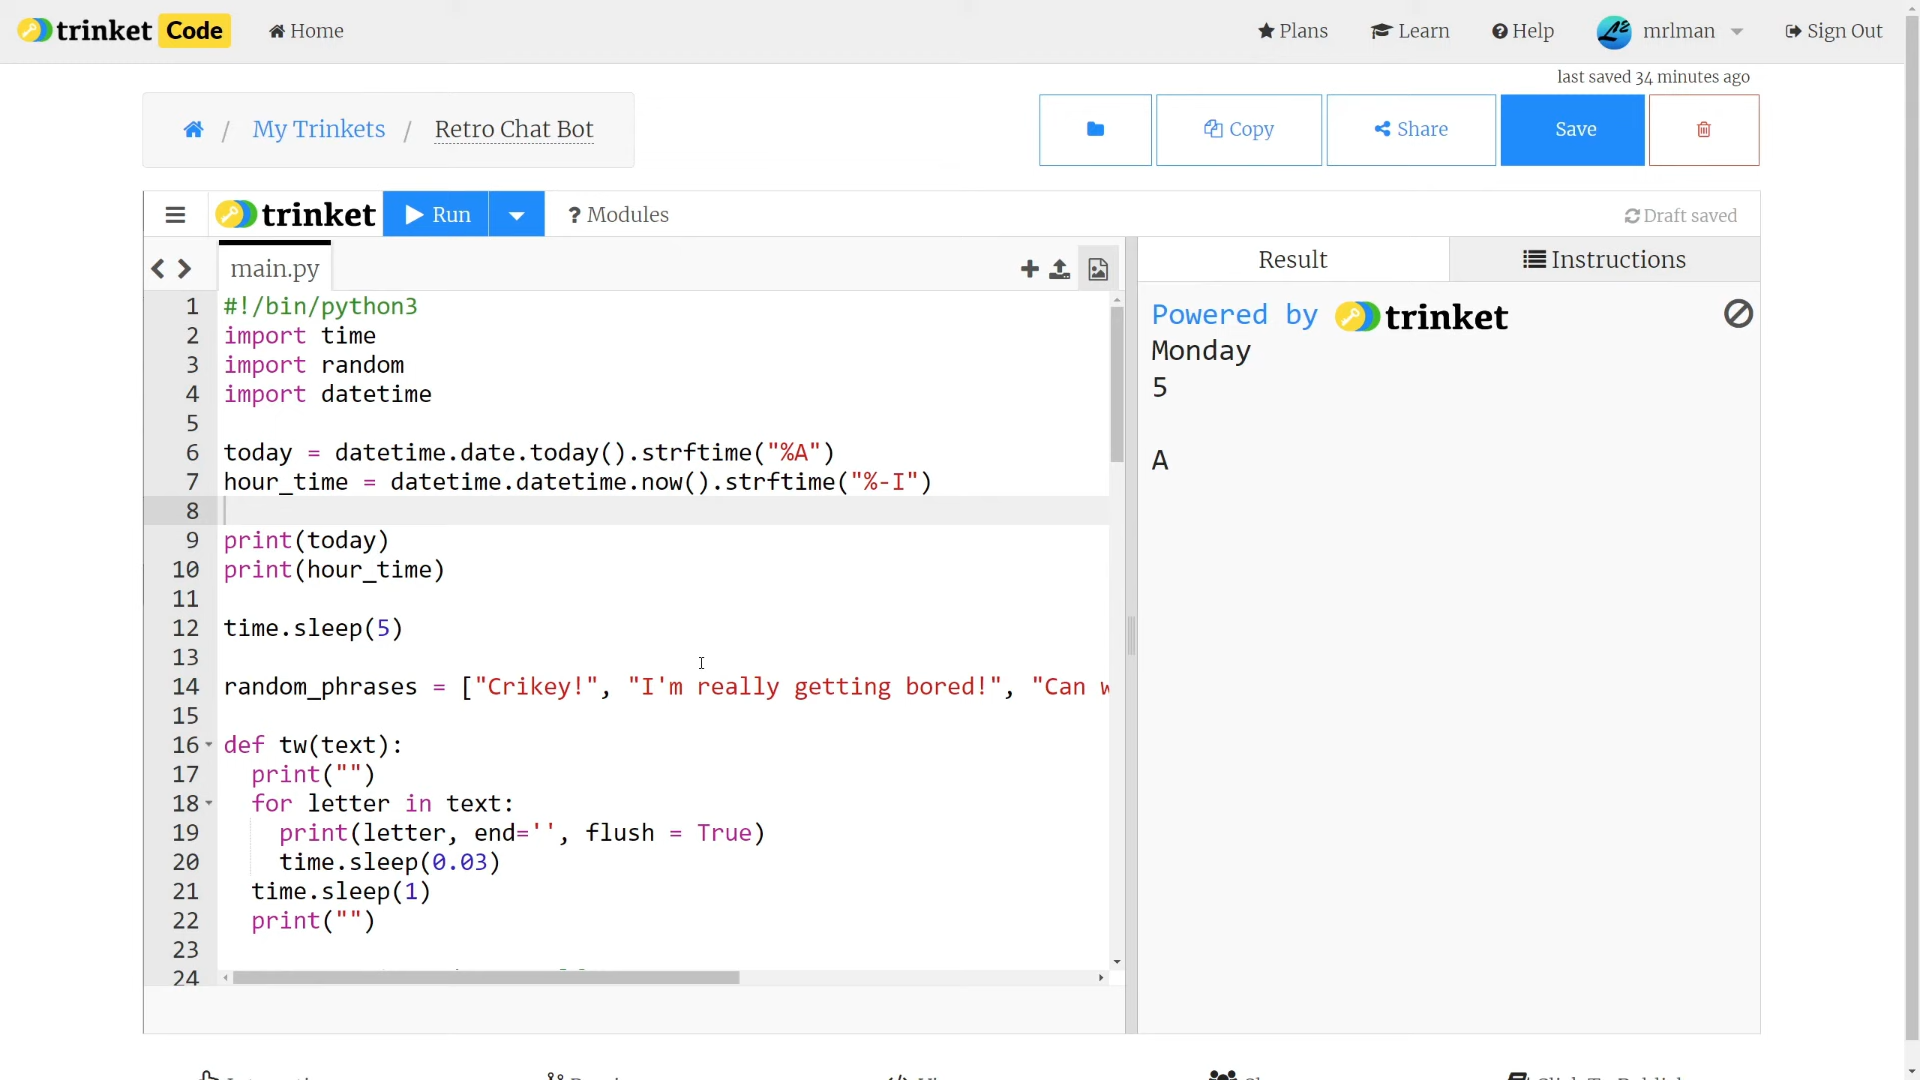 trinket Code Home Plans Learn Help mrlman Sign Out
last saved 34 minutes ago
/ My Trinkets / Retro Chat Bot Copy Share Save
trinket Run ? Modules Draft saved
main.py Result Instructions
1 #!/bin/python3
2 import time
3 import random
4 import datetime
5
6 today = datetime.date.today().strftime("%A")
7 hour_time = datetime.datetime.now().strftime("%-I")
8
9 print(today)
10 print(hour_time)
11
12 time.sleep(5)
13
14 random_phrases = ["Crikey!", "I'm really getting bored!", "Can
15
16 def tw(text):
17 print("")
18 for letter in text:
19 print(letter, end='', flush = True)
20 time.sleep(0.03)
21 time.sleep(1)
22 print("")
23
24
Powered by trinket
Monday
5
A